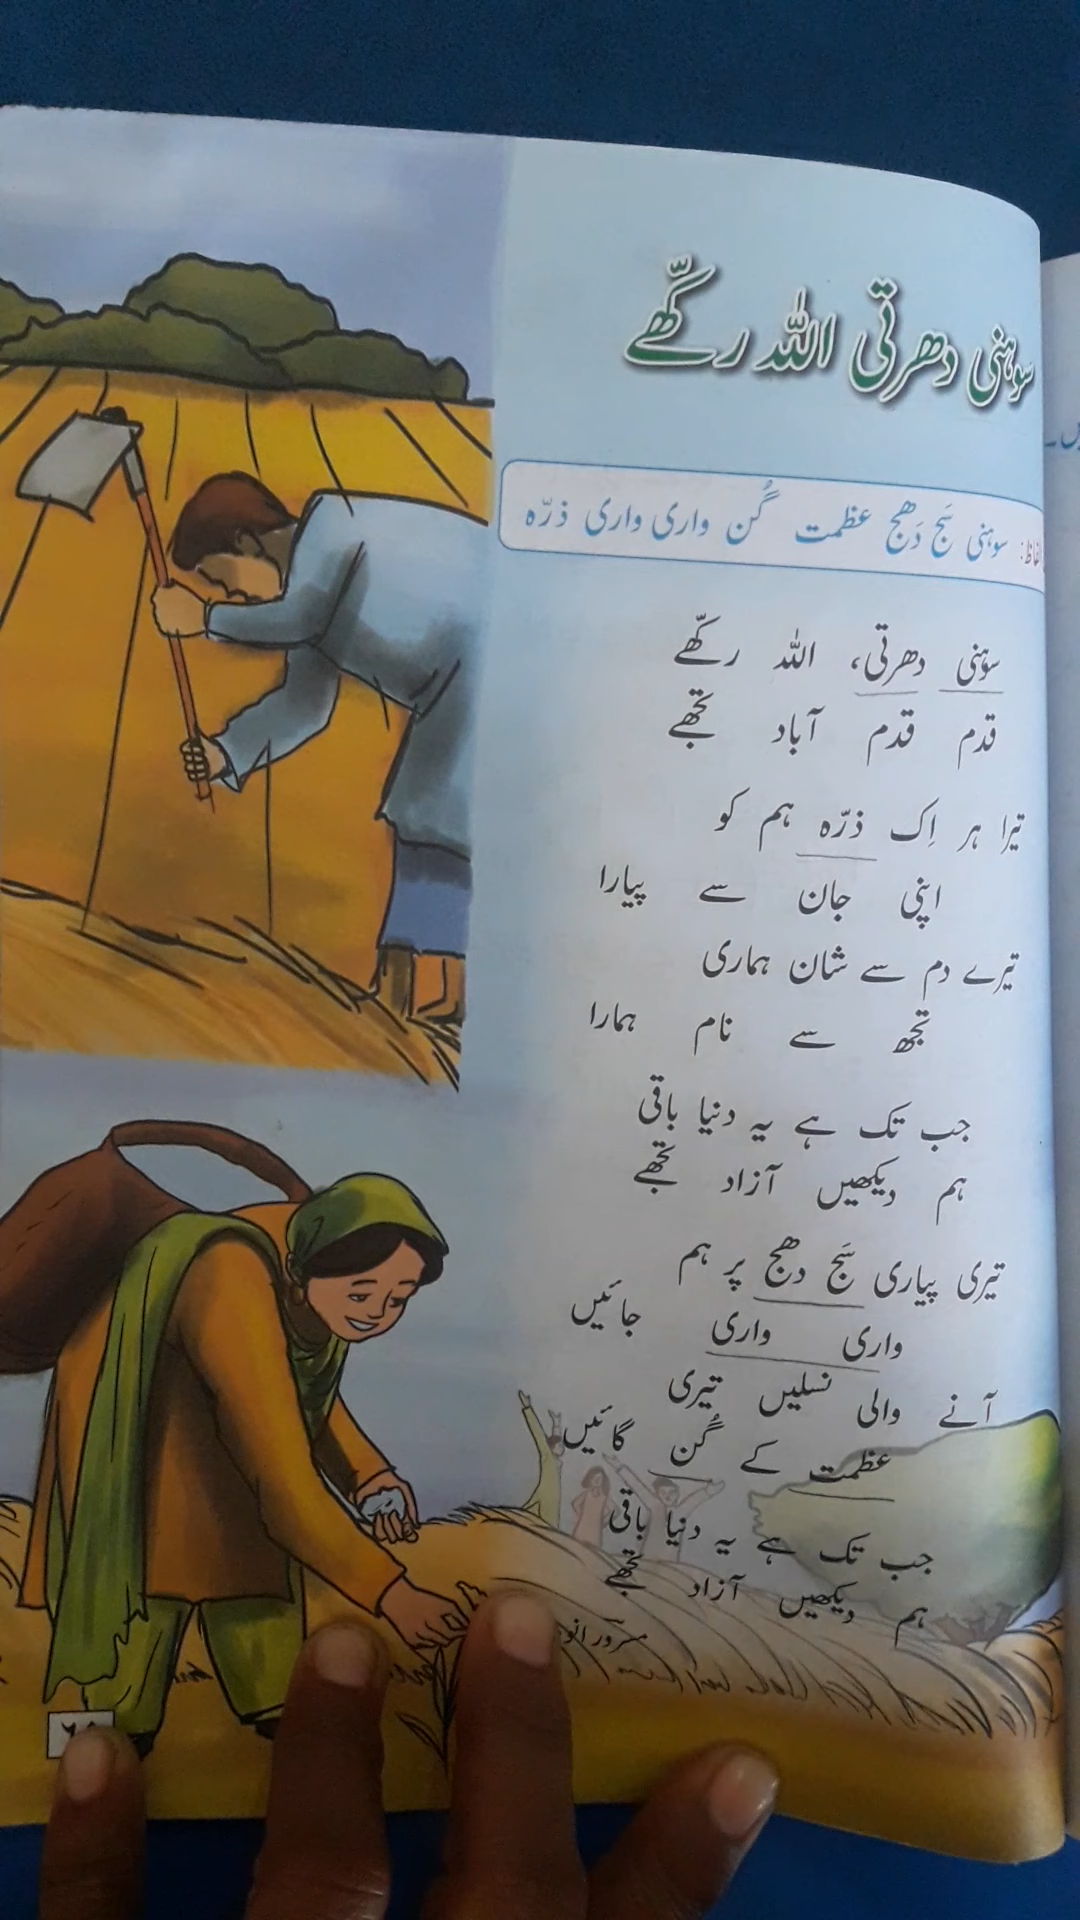 سوہنی دھرتی اللہ رکھّے
سوہنی سَج دَھج عظمت گُن واری واری ذرّہ
سوہنی دھرتی، اللہ رکھّے
قدم قدم آباد تجھے
تیرا ہر اِک ذرّہ ہم کو
اپنی جان سے پیارا
تیرے دم سے شان ہماری
تجھ سے نام ہمارا
جب تک ہے یہ دنیا باقی
ہم دیکھیں آزاد تجھے
تیری پیاری سَج دھج پر ہم
واری واری جائیں
آنے والی نسلیں تیری
عظمت کے گُن گائیں
جب تک ہے یہ دنیا باقی
ہم دیکھیں آزاد تجھے
مسرور